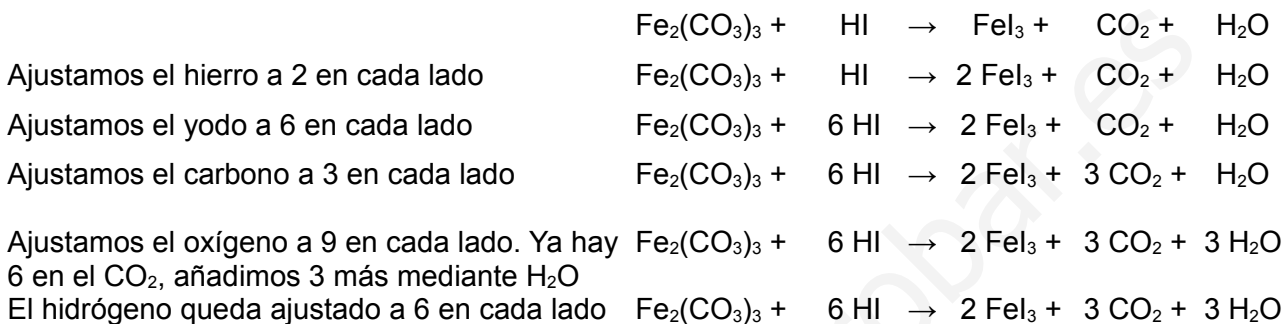 Fe₂(CO₃)₃ + HI → FeI₃ + CO₂ + H₂O
Ajustamos el hierro a 2 en cada lado Fe₂(CO₃)₃ + HI → 2 FeI₃ + CO₂ + H₂O
Ajustamos el yodo a 6 en cada lado Fe₂(CO₃)₃ + 6 HI → 2 FeI₃ + CO₂ + H₂O
Ajustamos el carbono a 3 en cada lado Fe₂(CO₃)₃ + 6 HI → 2 FeI₃ + 3 CO₂ + H₂O
Ajustamos el oxígeno a 9 en cada lado. Ya hay Fe₂(CO₃)₃ + 6 HI → 2 FeI₃ + 3 CO₂ + 3 H₂O
6 en el CO₂, añadimos 3 más mediante H₂O
El hidrógeno queda ajustado a 6 en cada lado Fe₂(CO₃)₃ + 6 HI → 2 FeI₃ + 3 CO₂ + 3 H₂O